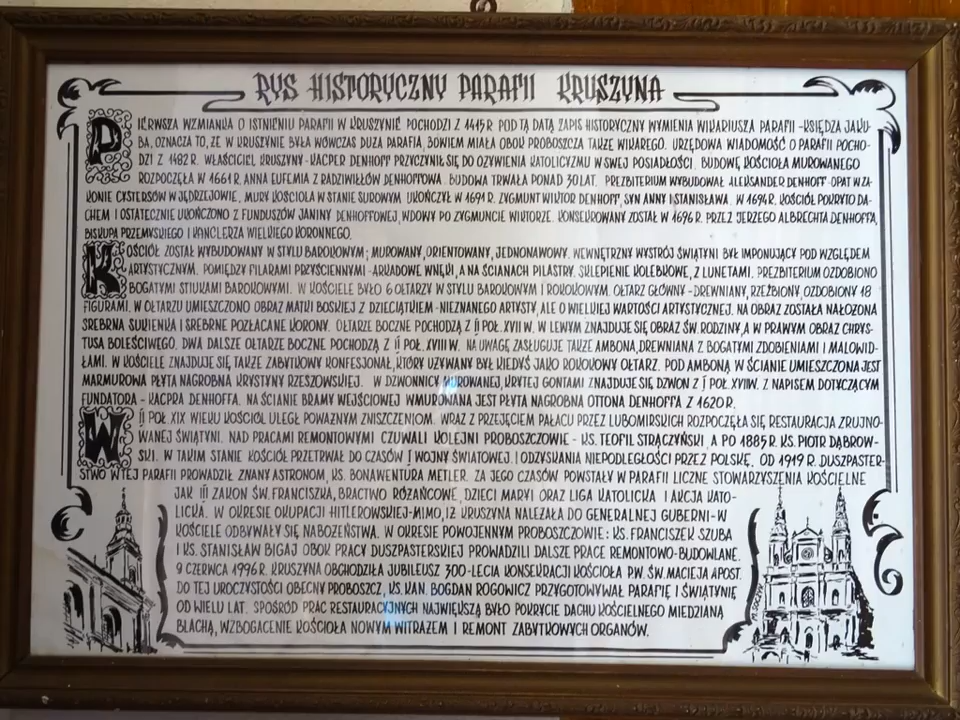 RYS HISTORYCZNY PARAFII KRUSZYNA
PIERWSZA WZMIANKA O ISTNIENIU PARAFII W KRUSZYNIE POCHODZI Z 1415 R POD TĄ DATĄ ZAPIS HISTORYCZNY WYMIENIA WIKARIUSZA PARAFII - KSIĘDZA JAKU-
BA, OZNACZA TO, ŻE W KRUSZYNIE BYŁA WÓWCZAS DUŻA PARAFIA, BOWIEM MIAŁA OBOK PROBOSZCZA TAKŻE WIKAREGO. URZĘDOWA WIADOMOŚĆ O PARAFII POCHO-
DZI Z 1482 R. WŁAŚCICIEL KRUSZYNY - KACPER DENHOFF PRZYCZYNIŁ SIĘ DO OŻYWIENIA KATOLICYZMU W SWEJ POSIADŁOŚCI. BUDOWĘ KOŚCIOŁA MUROWANEGO
ROZPOCZĘŁA W 1661 R. ANNA EUFEMIA Z RADZIWIŁŁÓW DENHOFFOWA. BUDOWA TRWAŁA PONAD 30 LAT. PREZBITERIUM WYBUDOWAŁ ALEKSANDER DENHOFF - OPAT W ZA-
KONIE CYSTERSÓW W JĘDRZEJOWIE. MURY KOŚCIOŁA W STANIE SUROWYM UKOŃCZYŁ W 1691 R. ZYGMUNT WIKTOR DENHOFF, SYN ANNY I STANISŁAWA. W 1694 R. KOŚCIÓŁ POKRYTO DA-
CHEM I OSTATECZNIE UKOŃCZONO Z FUNDUSZÓW JANINY DENHOFFOWEJ, WDOWY PO ZYGMUNCIE WIKTORZE. KONSEKROWANY ZOSTAŁ W 1696 R. PRZEZ JERZEGO ALBRECHTA DENHOFFA,
BISKUPA PRZEMYSKIEGO I KANCLERZA WIELKIEGO KORONNEGO.
KOŚCIÓŁ ZOSTAŁ WYBUDOWANY W STYLU BAROKOWYM; MUROWANY, ORIENTOWANY, JEDNONAWOWY. WEWNĘTRZNY WYSTRÓJ ŚWIĄTYNI BYŁ IMPONUJĄCY POD WZGLĘDEM
ARTYSTYCZNYM. POMIĘDZY FILARAMI PRZYŚCIENNYMI - ARKADOWE WNĘKI, A NA ŚCIANACH PILASTRY. SKLEPIENIE KOLEBKOWE, Z LUNETAMI. PREZBITERIUM OZDOBIONO
BOGATYMI STIUKAMI BAROKOWYMI. W KOŚCIELE BYŁO 6 OŁTARZY W STYLU BAROKOWYM I ROKOKOWYM. OŁTARZ GŁÓWNY - DREWNIANY, RZEŹBIONY, OZDOBIONY 18
FIGURAMI. W OŁTARZU UMIESZCZONO OBRAZ MATKI BOSKIEJ Z DZIECIĄTKIEM - NIEZNANEGO ARTYSTY, ALE O WIELKIEJ WARTOŚCI ARTYSTYCZNEJ. NA OBRAZ ZOSTAŁA NAŁOŻONA
SREBRNA SUKIENKA I SREBRNE POZŁACANE KORONY. OŁTARZE BOCZNE POCHODZĄ Z II POŁ. XVII W. W LEWYM ZNAJDUJE SIĘ OBRAZ ŚW. RODZINY, A W PRAWYM OBRAZ CHRYS-
TUSA BOLEŚCIWEGO. DWA DALSZE OŁTARZE BOCZNE POCHODZĄ Z II POŁ. XVIII W. NA UWAGĘ ZASŁUGUJE TAKŻE AMBONA, DREWNIANA Z BOGATYMI ZDOBIENIAMI I MALOWID-
ŁAMI. W KOŚCIELE ZNAJDUJE SIĘ TAKŻE ZABYTKOWY KONFESJONAŁ, KTÓRY UŻYWANY BYŁ KIEDYŚ JAKO ROKOKOWY OŁTARZ. POD AMBONĄ W ŚCIANIE UMIESZCZONA JEST
MARMUROWA PŁYTA NAGROBNA KRYSTYNY RZESZOWSKIEJ. W DZWONNICY MUROWANEJ, KRYTEJ GONTAMI ZNAJDUJE SIĘ DZWON Z I POŁ. XVII W. Z NAPISEM DOTYCZĄCYM
FUNDATORA - KACPRA DENHOFFA. NA ŚCIANIE BRAMY WEJŚCIOWEJ WMUROWANA JEST PŁYTA NAGROBNA OTTONA DENHOFFA Z 1620 R.
W II POŁ. XIX WIEKU KOŚCIÓŁ ULEGŁ POWAŻNYM ZNISZCZENIOM. WRAZ Z PRZEJĘCIEM PAŁACU PRZEZ LUBOMIRSKICH ROZPOCZĘŁA SIĘ RESTAURACJA ZRUJNO-
WANEJ ŚWIĄTYNI. NAD PRACAMI REMONTOWYMI CZUWALI KOLEJNI PROBOSZCZOWIE - KS. TEOFIL STRĄCZYŃSKI, A PO 1885 R. KS. PIOTR DĄBROW-
SKI. W TAKIM STANIE KOŚCIÓŁ PRZETRWAŁ DO CZASÓW I WOJNY ŚWIATOWEJ I ODZYSKANIA NIEPODLEGŁOŚCI PRZEZ POLSKĘ. OD 1919 R. DUSZPASTER-
STWO W TEJ PARAFII PROWADZIŁ ZNANY ASTRONOM, KS. BONAWENTURA METLER. ZA JEGO CZASÓW POWSTAŁY W PARAFII LICZNE STOWARZYSZENIA KOŚCIELNE
JAK III ZAKON ŚW. FRANCISZKA, BRACTWO RÓŻAŃCOWE, DZIECI MARYI ORAZ LIGA KATOLICKA I AKCJA KATO-
LICKA. W OKRESIE OKUPACJI HITLEROWSKIEJ - MIMO, IŻ KRUSZYNA NALEŻAŁA DO GENERALNEJ GUBERNI - W
KOŚCIELE ODBYWAŁY SIĘ NABOŻEŃSTWA. W OKRESIE POWOJENNYM PROBOSZCZOWIE: KS. FRANCISZEK SZUBA
I KS. STANISŁAW BIGAJ OBOK PRACY DUSZPASTERSKIEJ PROWADZILI DALSZE PRACE REMONTOWO-BUDOWLANE.
9 CZERWCA 1996 R. KRUSZYNA OBCHODZIŁA JUBILEUSZ 300-LECIA KONSEKRACJI KOŚCIOŁA P.W. ŚW. MACIEJA APOST.
DO TEJ UROCZYSTOŚCI OBECNY PROBOSZCZ, KS. KAN. BOGDAN ROGOWICZ PRZYGOTOWYWAŁ PARAFIĘ I ŚWIĄTYNIĘ
OD WIELU LAT. SPOŚRÓD PRAC RESTAURACYJNYCH NAJWIĘKSZĄ BYŁO POKRYCIE DACHU KOŚCIELNEGO MIEDZIANĄ
BLACHĄ, WZBOGACENIE KOŚCIOŁA NOWYM WITRAŻEM I REMONT ZABYTKOWYCH ORGANÓW.